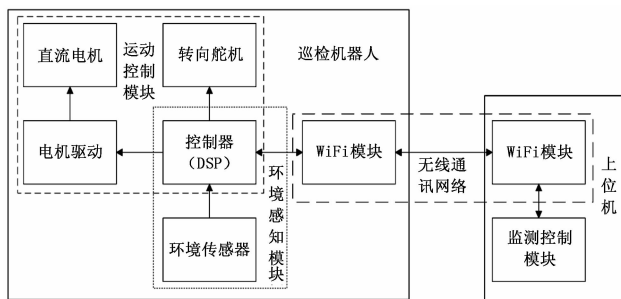 直流电机
运动
控制
模块
转向舵机
巡检机器人
电机驱动
控制器
（DSP）
环境感知模块
WiFi模块
无线通
讯网络
WiFi模块
上位机
环境传感器
监测控制
模块